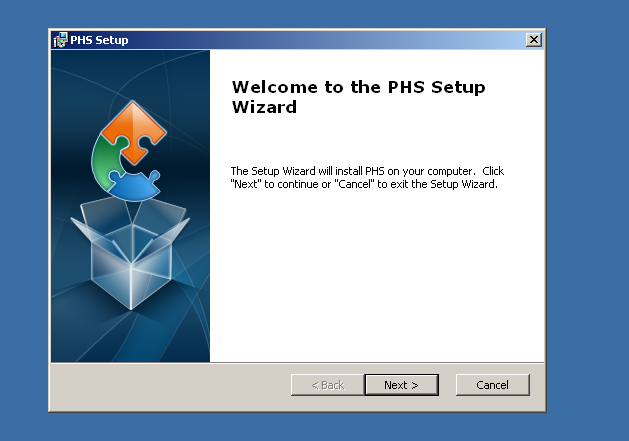 PHS Setup
Welcome to the PHS Setup
Wizard
The Setup Wizard will install PHS on your computer. Click
"Next" to continue or "Cancel" to exit the Setup Wizard.
< Back
Next >
Cancel